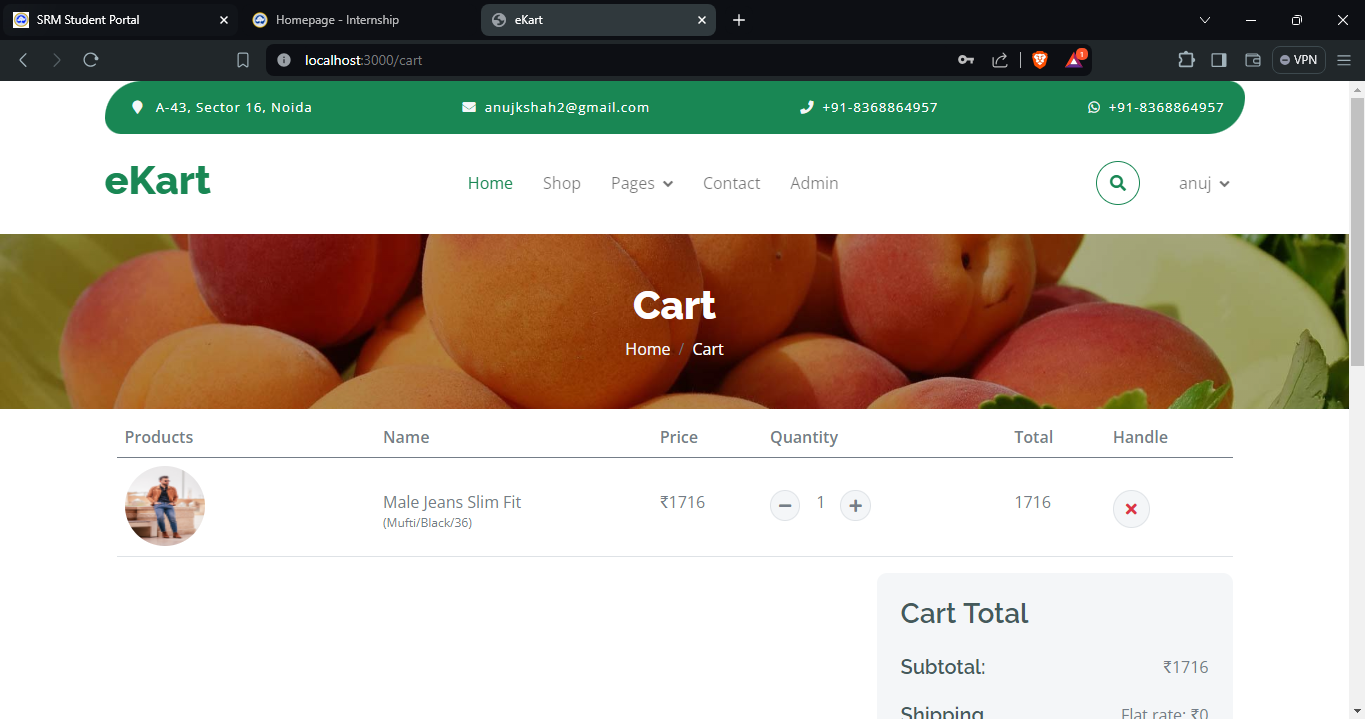 SRM Student Portal
Homepage - Internship
eKart
localhost:3000/cart
1
VPN
A-43, Sector 16, Noida
anujkshah2@gmail.com
+91-8368864957
+91-8368864957
eKart
Home
Shop
Pages
Contact
Admin
anuj
Cart
Home / Cart
Products Name Price Quantity Total Handle
Male Jeans Slim Fit ₹1716 1 1716
(Mufti/Black/36)
Cart Total
Subtotal: ₹1716
Shipping Flat rate: ₹0